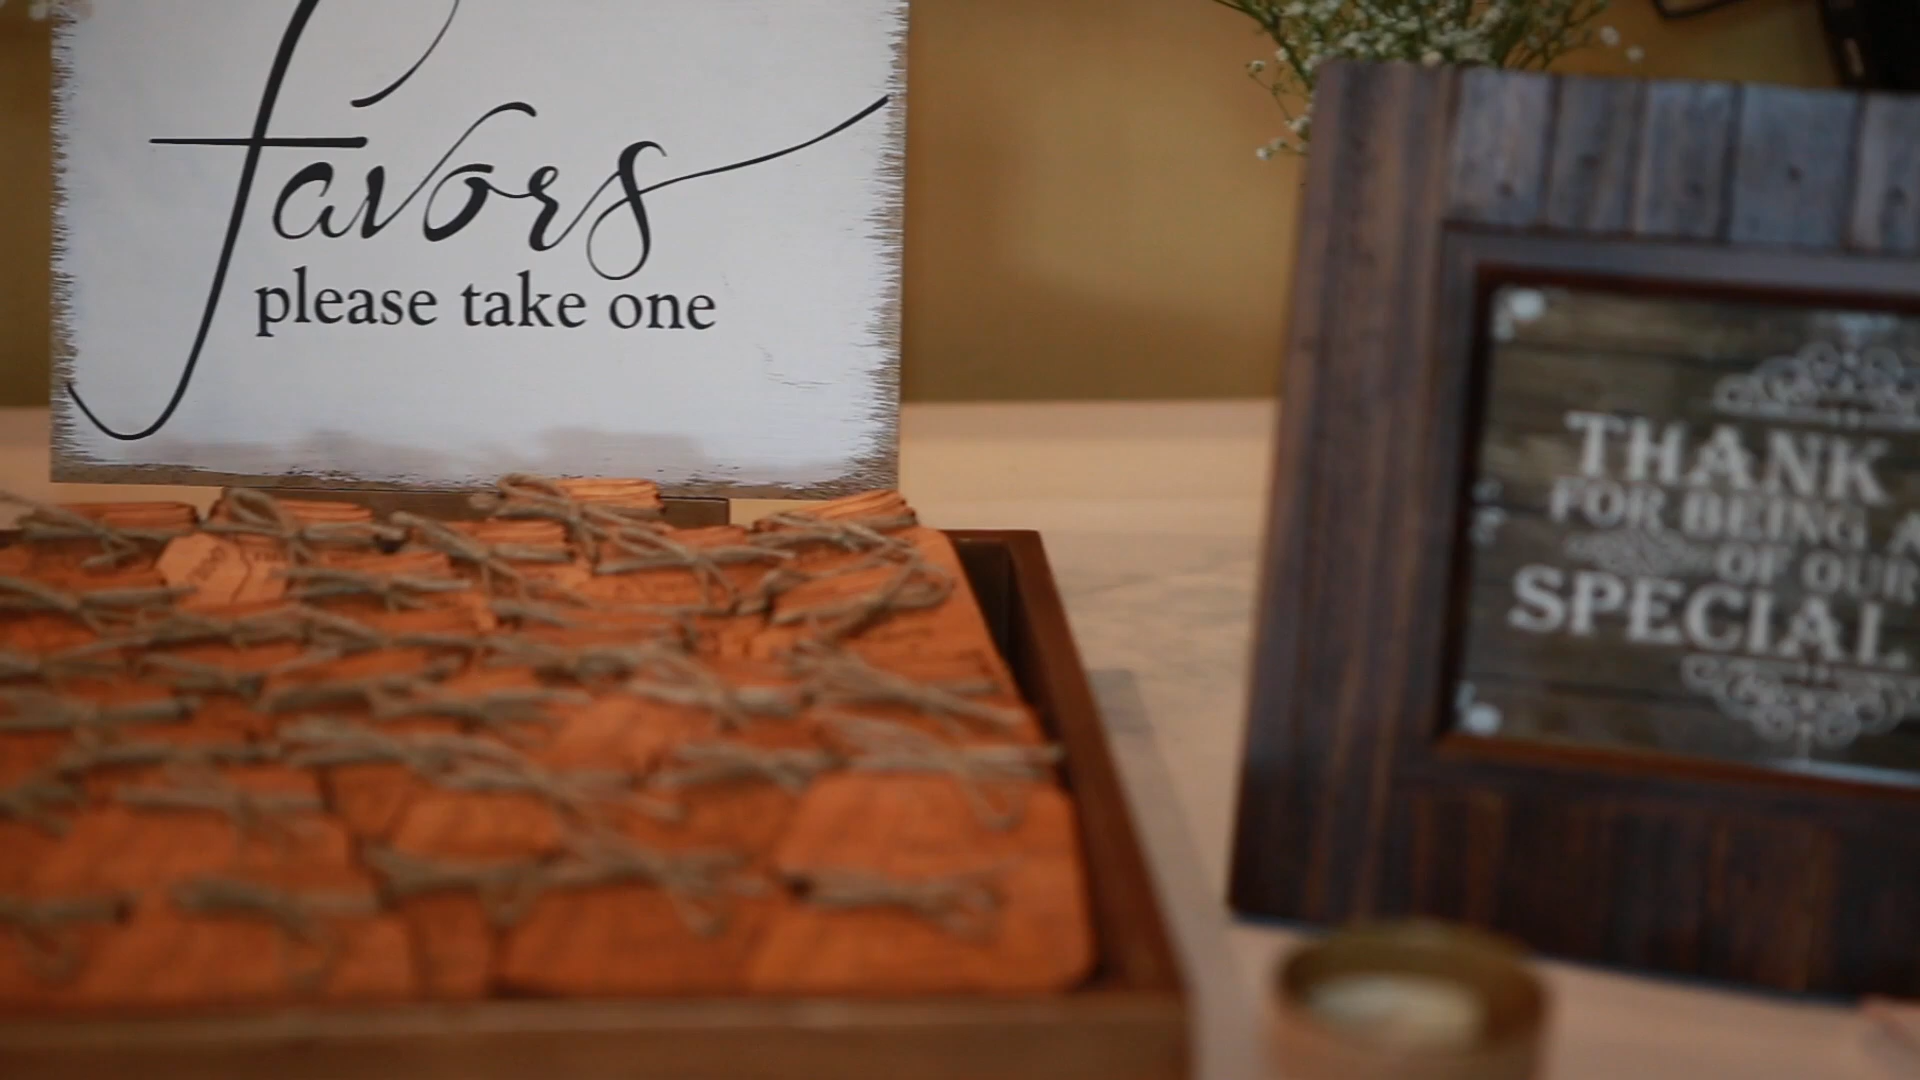 favors
please take one
THANK
FOR BEING A
OF OUR
SPECIAL